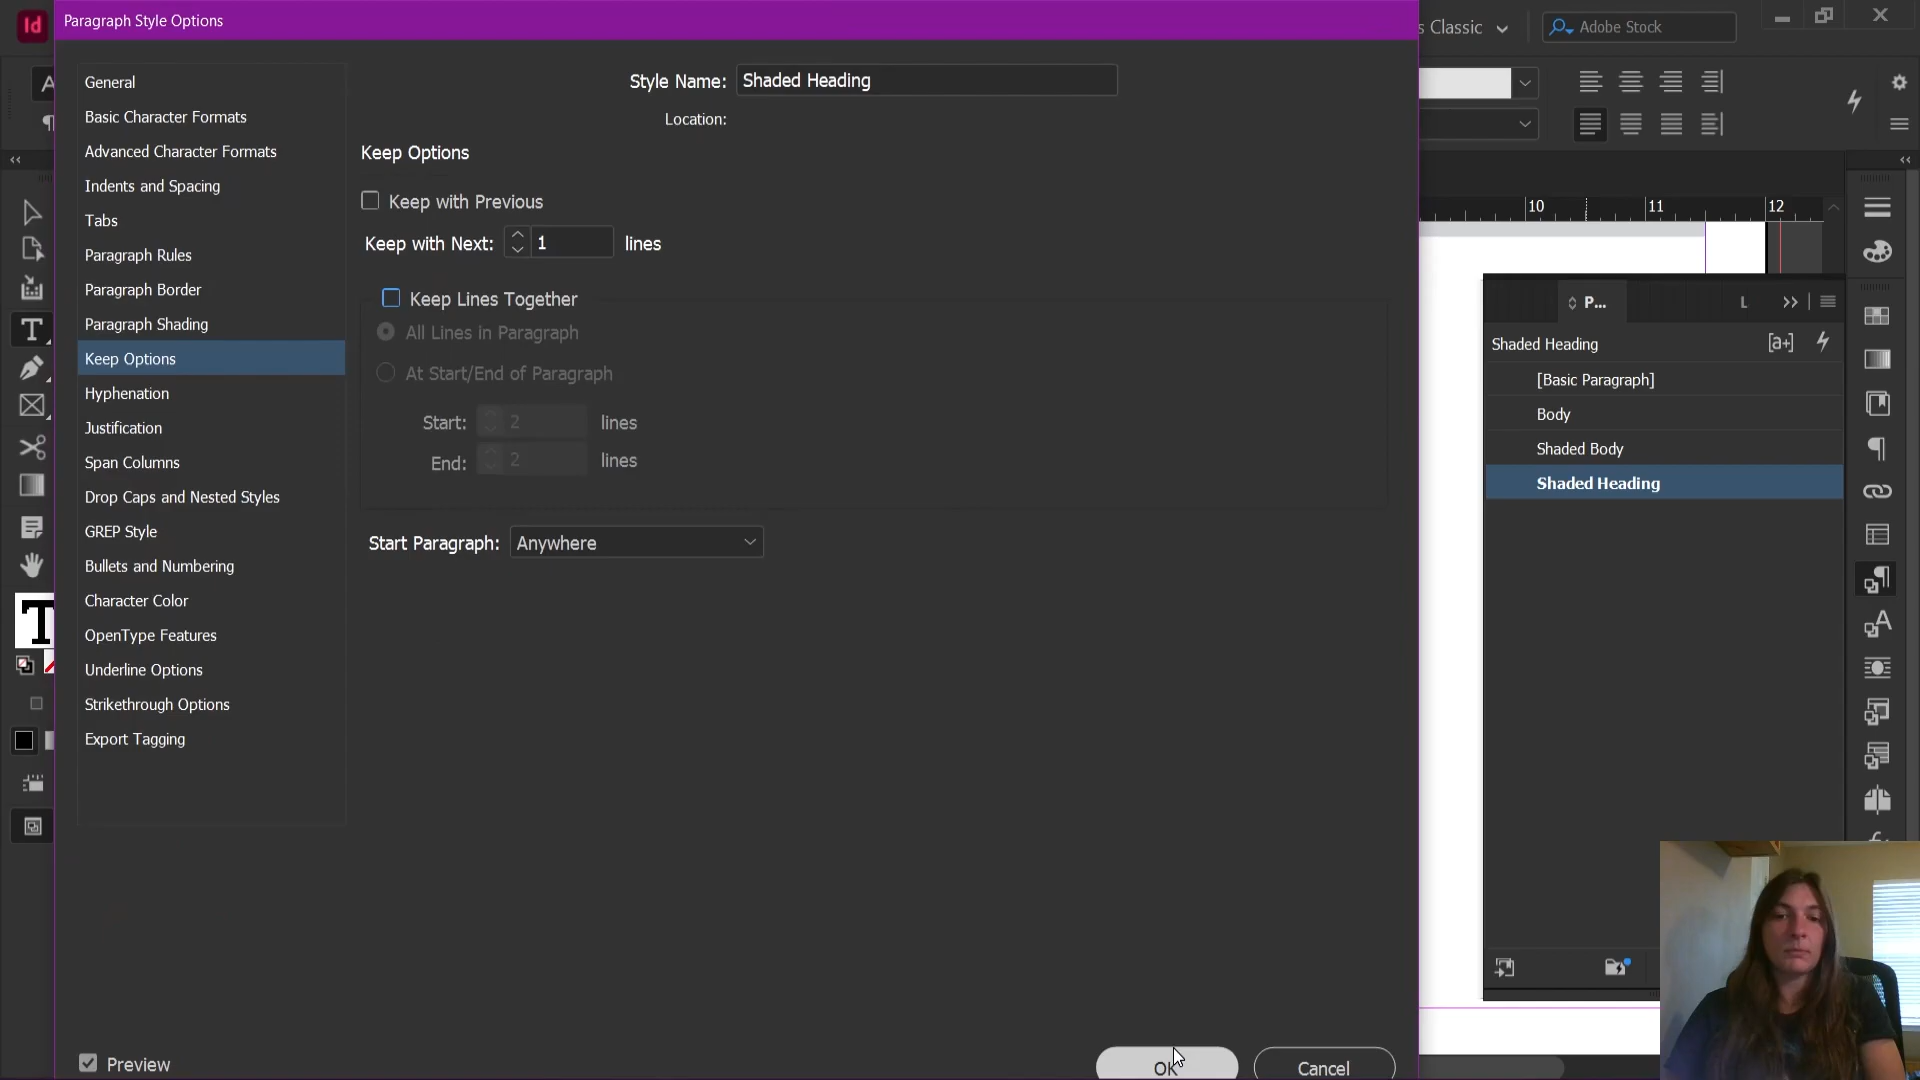 Id
Paragraph Style Options
s Classic
Adobe Stock
General
Basic Character Formats
Advanced Character Formats
Indents and Spacing
Tabs
Paragraph Rules
Paragraph Border
Paragraph Shading
Keep Options
Hyphenation
Justification
Span Columns
Drop Caps and Nested Styles
GREP Style
Bullets and Numbering
Character Color
OpenType Features
Underline Options
Strikethrough Options
Export Tagging
Preview
Style Name: Shaded Heading
Location:
Keep Options
Keep with Previous
Keep with Next: 1 lines
Keep Lines Together
All Lines in Paragraph
At Start/End of Paragraph
Start: 2 lines
End: 2 lines
Start Paragraph: Anywhere
OK
Cancel
10 11 12
P... L
Shaded Heading
[a+]
[Basic Paragraph]
Body
Shaded Body
Shaded Heading